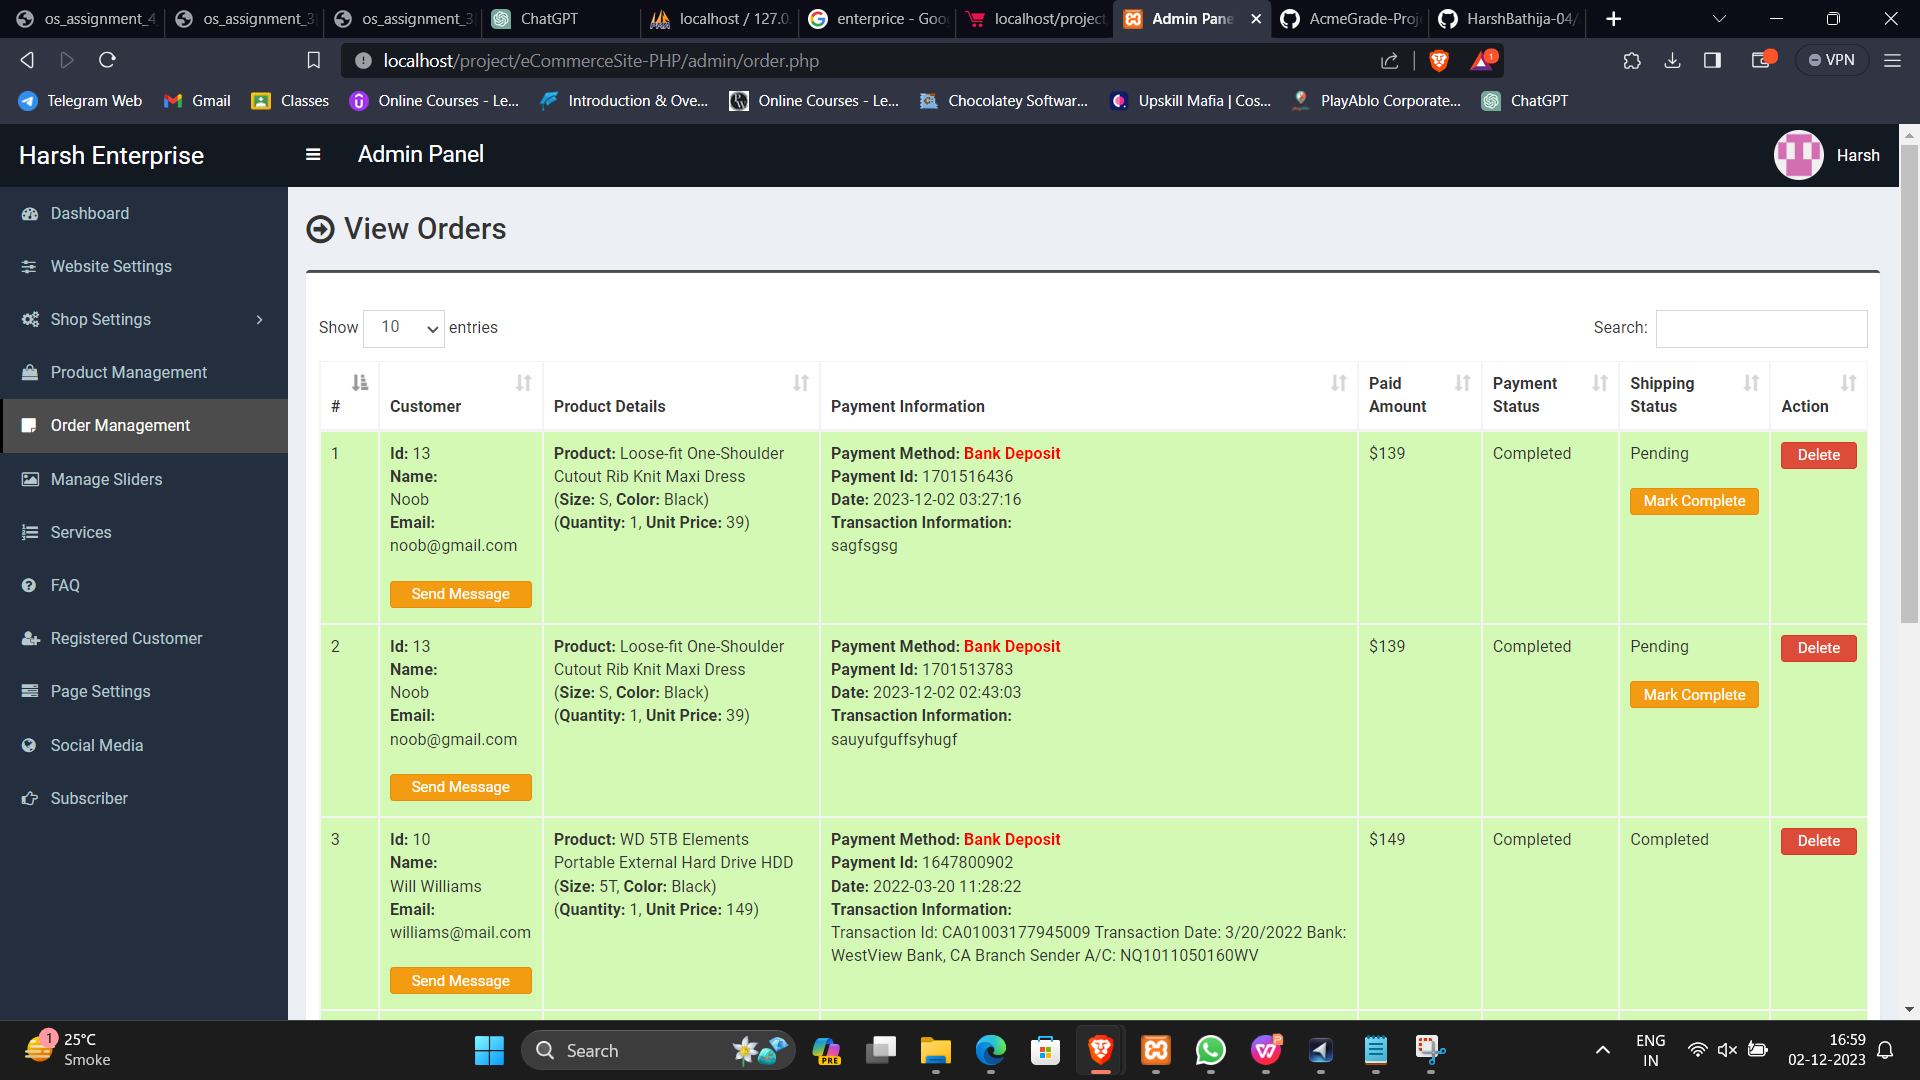 os_assignment_4
os_assignment_3
os_assignment_3
ChatGPT
localhost / 127.0.
enterprice - Goo
localhost/project
Admin Pane
AcmeGrade-Proj
HarshBathija-04/
localhost/project/eCommerceSite-PHP/admin/order.php
1
VPN
Telegram Web
Gmail
Classes
Online Courses - Le...
Introduction & Ove...
Online Courses - Le...
Chocolatey Softwar...
Upskill Mafia | Cos...
PlayAblo Corporate...
ChatGPT
Harsh Enterprise
Admin Panel
Harsh
Dashboard
Website Settings
Shop Settings
Product Management
Order Management
Manage Sliders
Services
FAQ
Registered Customer
Page Settings
Social Media
Subscriber
View Orders
Show 10 entries
Search:
#
Customer
Product Details
Payment Information
Paid
Amount
Payment
Status
Shipping
Status
Action
1
Id: 13
Name:
Noob
Email:
noob@gmail.com
Send Message
Product: Loose-fit One-Shoulder
Cutout Rib Knit Maxi Dress
(Size: S, Color: Black)
(Quantity: 1, Unit Price: 39)
Payment Method: Bank Deposit
Payment Id: 1701516436
Date: 2023-12-02 03:27:16
Transaction Information:
sagfsgsg
$139
Completed
Pending
Mark Complete
Delete
2
Id: 13
Name:
Noob
Email:
noob@gmail.com
Send Message
Product: Loose-fit One-Shoulder
Cutout Rib Knit Maxi Dress
(Size: S, Color: Black)
(Quantity: 1, Unit Price: 39)
Payment Method: Bank Deposit
Payment Id: 1701513783
Date: 2023-12-02 02:43:03
Transaction Information:
sauyufguffsyhugf
$139
Completed
Pending
Mark Complete
Delete
3
Id: 10
Name:
Will Williams
Email:
williams@mail.com
Send Message
Product: WD 5TB Elements
Portable External Hard Drive HDD
(Size: 5T, Color: Black)
(Quantity: 1, Unit Price: 149)
Payment Method: Bank Deposit
Payment Id: 1647800902
Date: 2022-03-20 11:28:22
Transaction Information:
Transaction Id: CA01003177945009 Transaction Date: 3/20/2022 Bank:
WestView Bank, CA Branch Sender A/C: NQ1011050160WV
$149
Completed
Completed
Delete
1
25°C
Smoke
Search
PRE
ENG
IN
16:59
02-12-2023